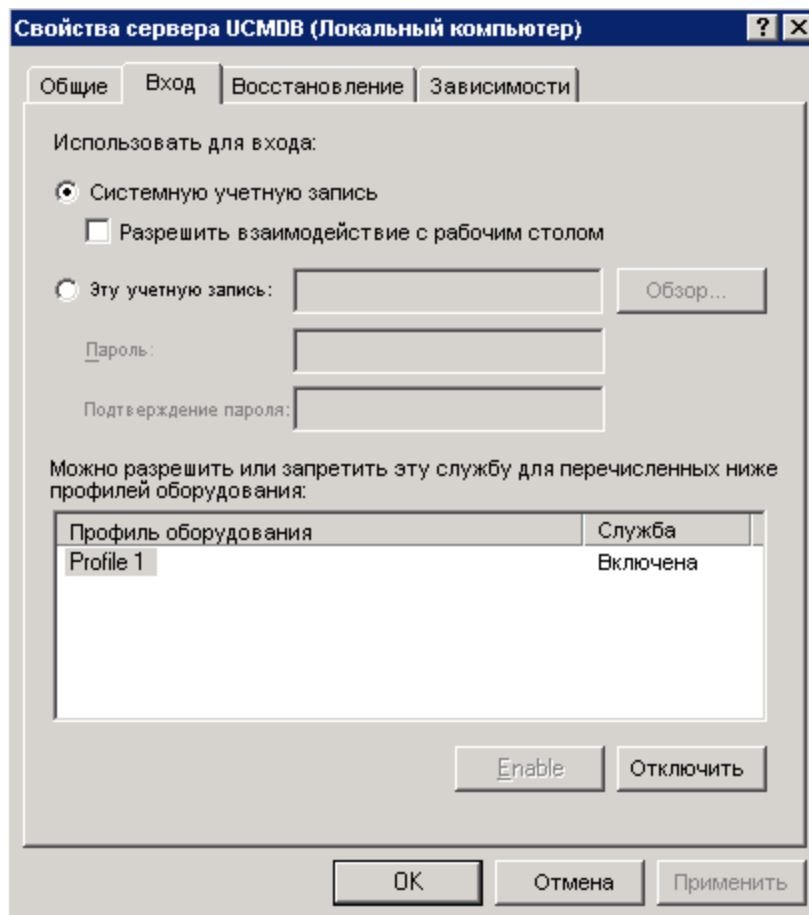 Свойства сервера UCMDB (Локальный компьютер) ? X
Общие Вход Восстановление Зависимости
Использовать для входа:
Системную учетную запись
Разрешить взаимодействие с рабочим столом
Эту учетную запись: Обзор...
Пароль:
Подтверждение пароля:
Можно разрешить или запретить эту службу для перечисленных ниже
профилей оборудования:
Профиль оборудования Служба
Profile 1 Включена
Enable Отключить
OK Отмена Применить